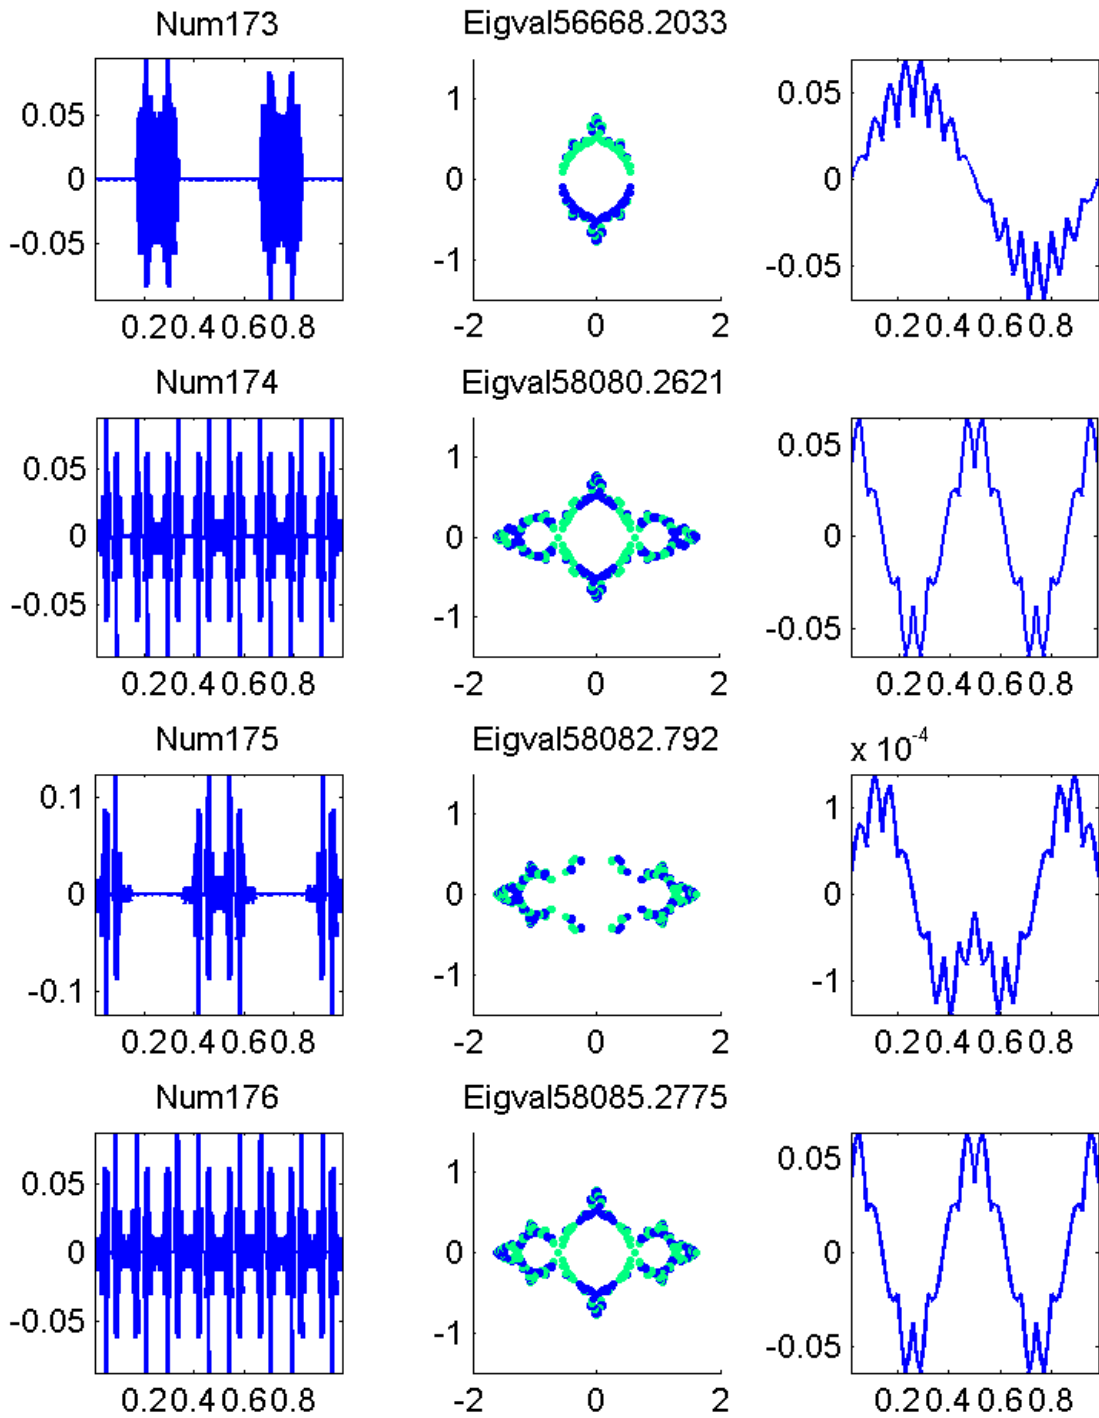 Num173 Eigval56668.2033
0.05 0 -0.05 0.20.40.60.8
1 0 -1 -2 0 2
0.05 0 -0.05 0.20.40.60.8
Num174 Eigval58080.2621
0.05 0 -0.05 0.20.40.60.8
1 0 -1 -2 0 2
0.05 0 -0.05 0.20.40.60.8
Num175 Eigval58082.792 x 10-4
0.1 0 -0.1 0.20.40.60.8
1 0 -1 -2 0 2
1 0 -1 0.20.40.60.8
Num176 Eigval58085.2775
0.05 0 -0.05 0.20.40.60.8
1 0 -1 -2 0 2
0.05 0 -0.05 0.20.40.60.8